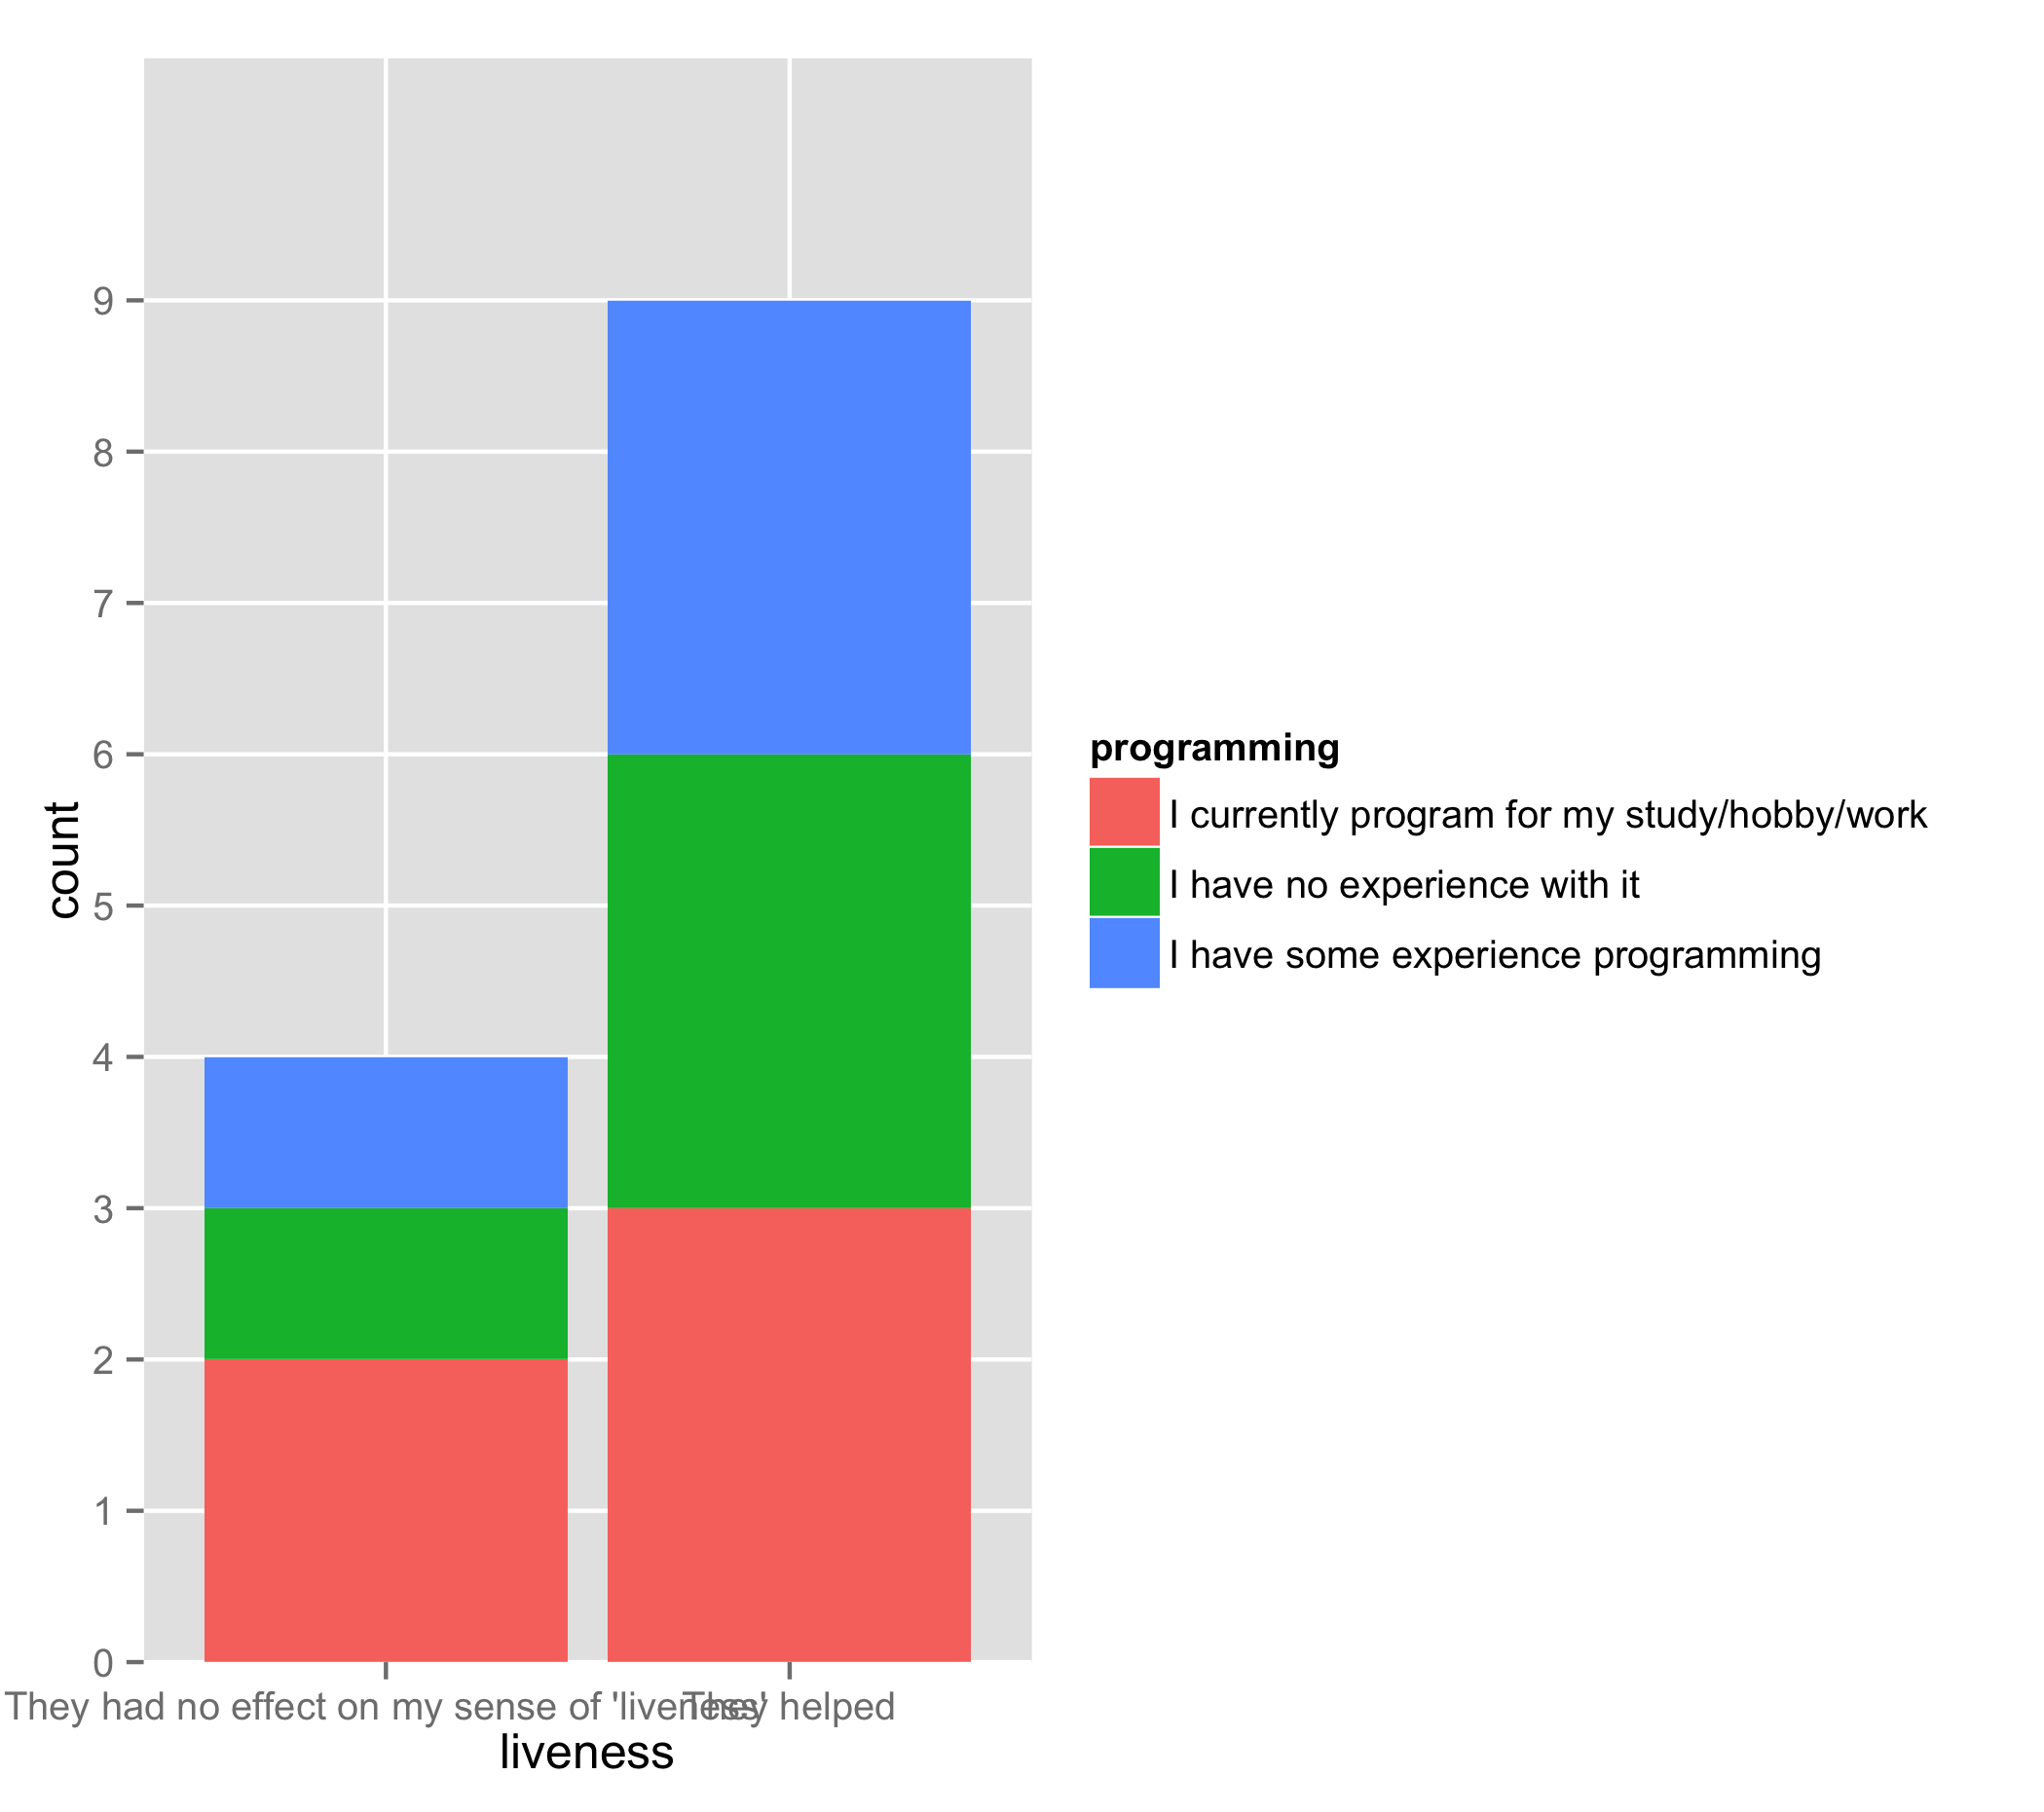 9
8
7
6
5
4
3
2
1
0
count
They had no effect on my sense of 'liveness'
They helped
liveness
programming
I currently program for my study/hobby/work
I have no experience with it
I have some experience programming